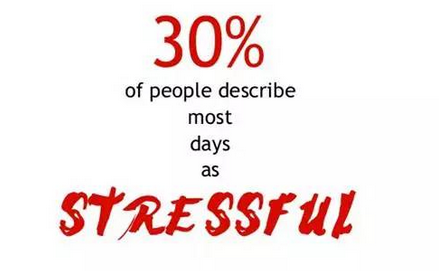 30%
of people describe
most
days
as
STRESSFUL